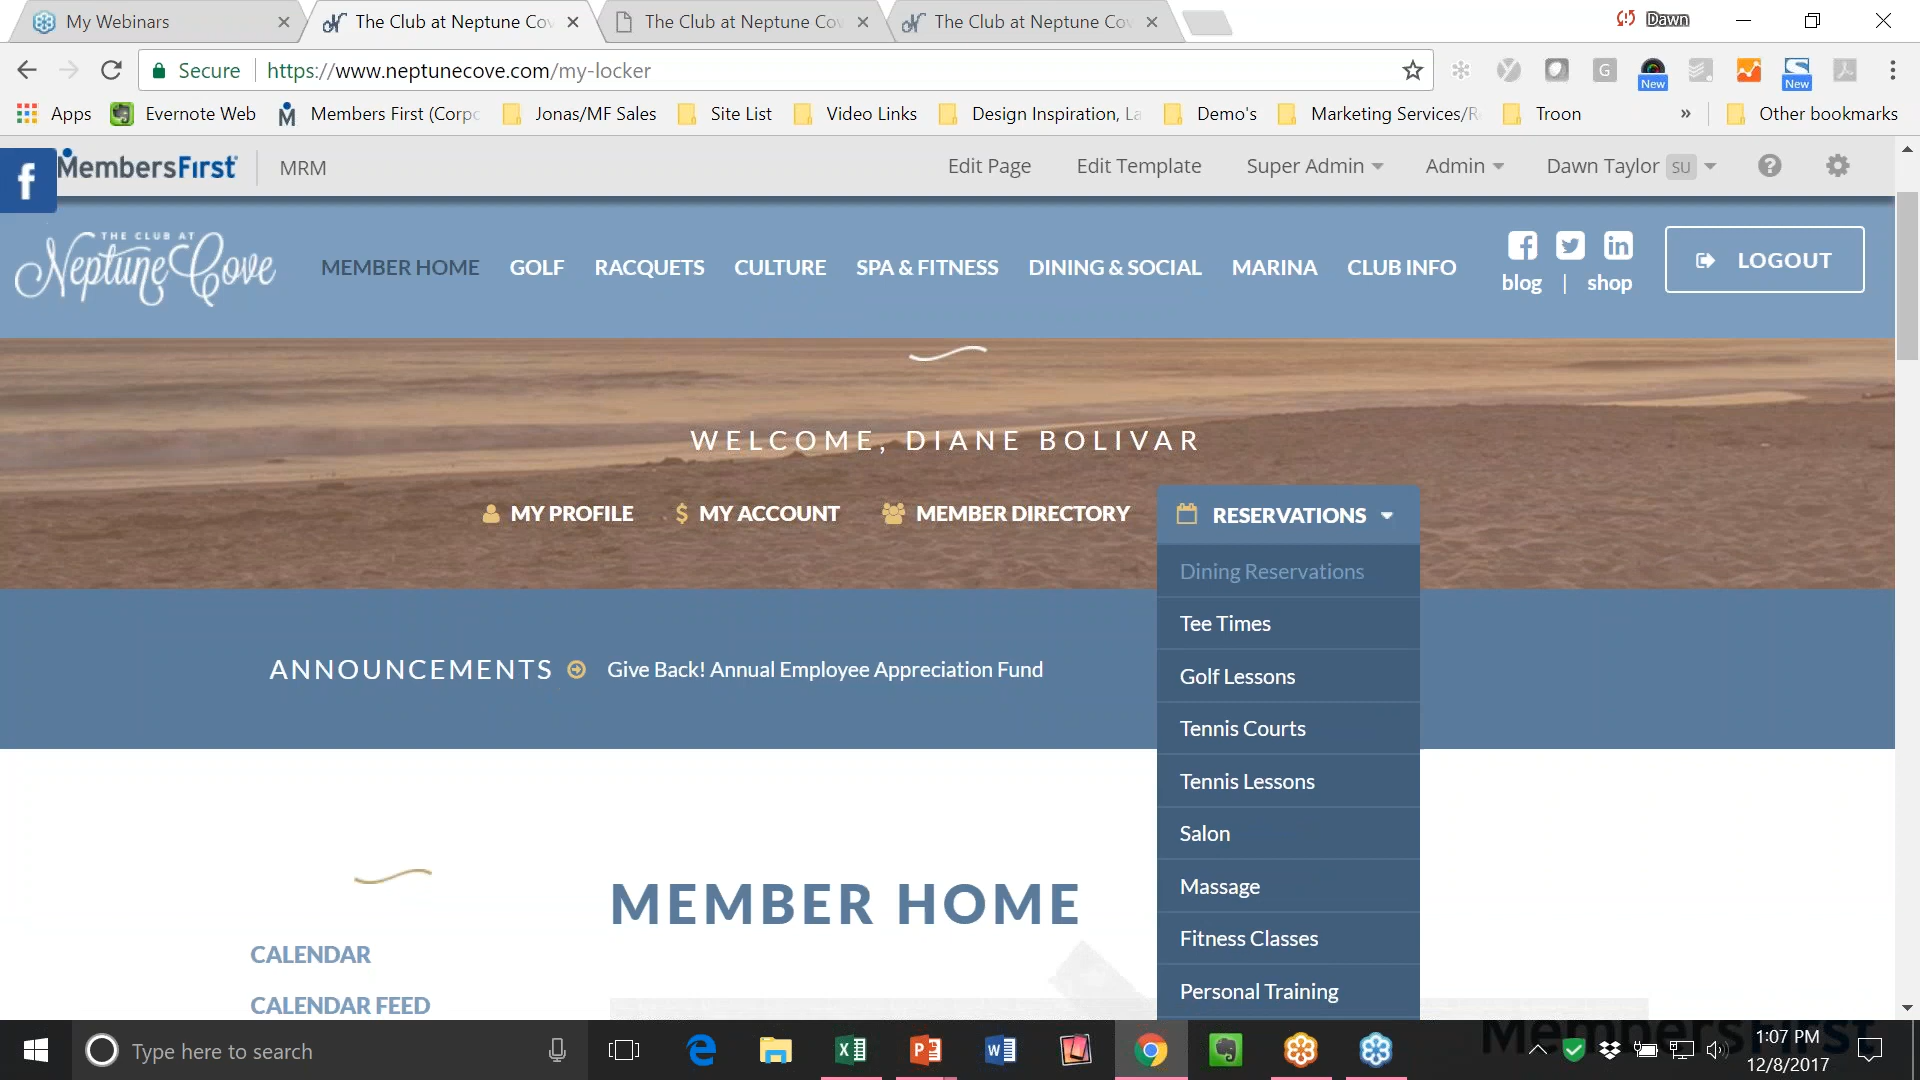 My Webinars
The Club at Neptune Cov
The Club at Neptune Cov
The Club at Neptune Cov
Dawn
Secure
https://www.neptunecove.com/my-locker
New
New
Apps
Evernote Web
Members First (Corpo
Jonas/MF Sales
Site List
Video Links
Design Inspiration, La
Demo's
Marketing Services/R
Troon
»
Other bookmarks
f
MembersFirst
MRM
Edit Page
Edit Template
Super Admin
Admin
Dawn Taylor SU
THE CLUB AT
Neptune Cove
MEMBER HOME
GOLF
RACQUETS
CULTURE
SPA & FITNESS
DINING & SOCIAL
MARINA
CLUB INFO
blog | shop
LOGOUT
WELCOME, DIANE BOLIVAR
MY PROFILE
MY ACCOUNT
MEMBER DIRECTORY
RESERVATIONS
Dining Reservations
Tee Times
Golf Lessons
Tennis Courts
Tennis Lessons
Salon
Massage
Fitness Classes
Personal Training
ANNOUNCEMENTS
Give Back! Annual Employee Appreciation Fund
MEMBER HOME
CALENDAR
CALENDAR FEED
MembersFirst
Type here to search
1:07 PM
12/8/2017